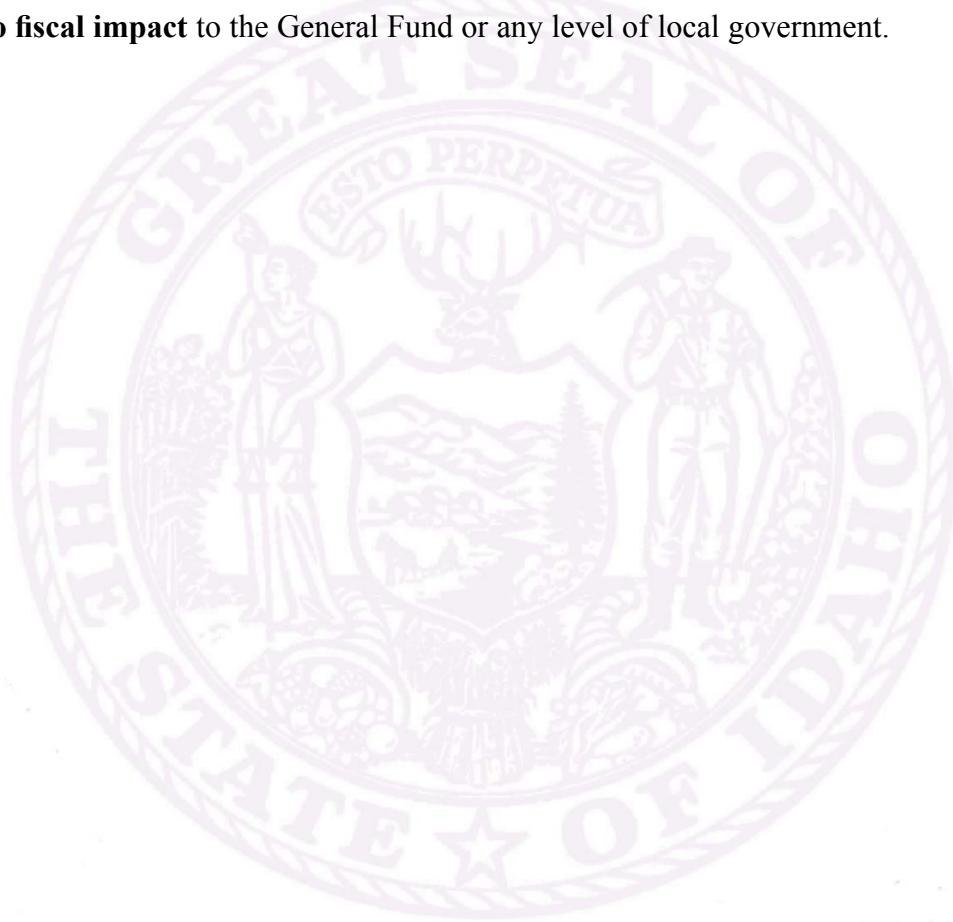 o fiscal impact to the General Fund or any level of local government.
GREAT SEAL OF
ESTO PERPETUA
THE STATE OF IDAHO